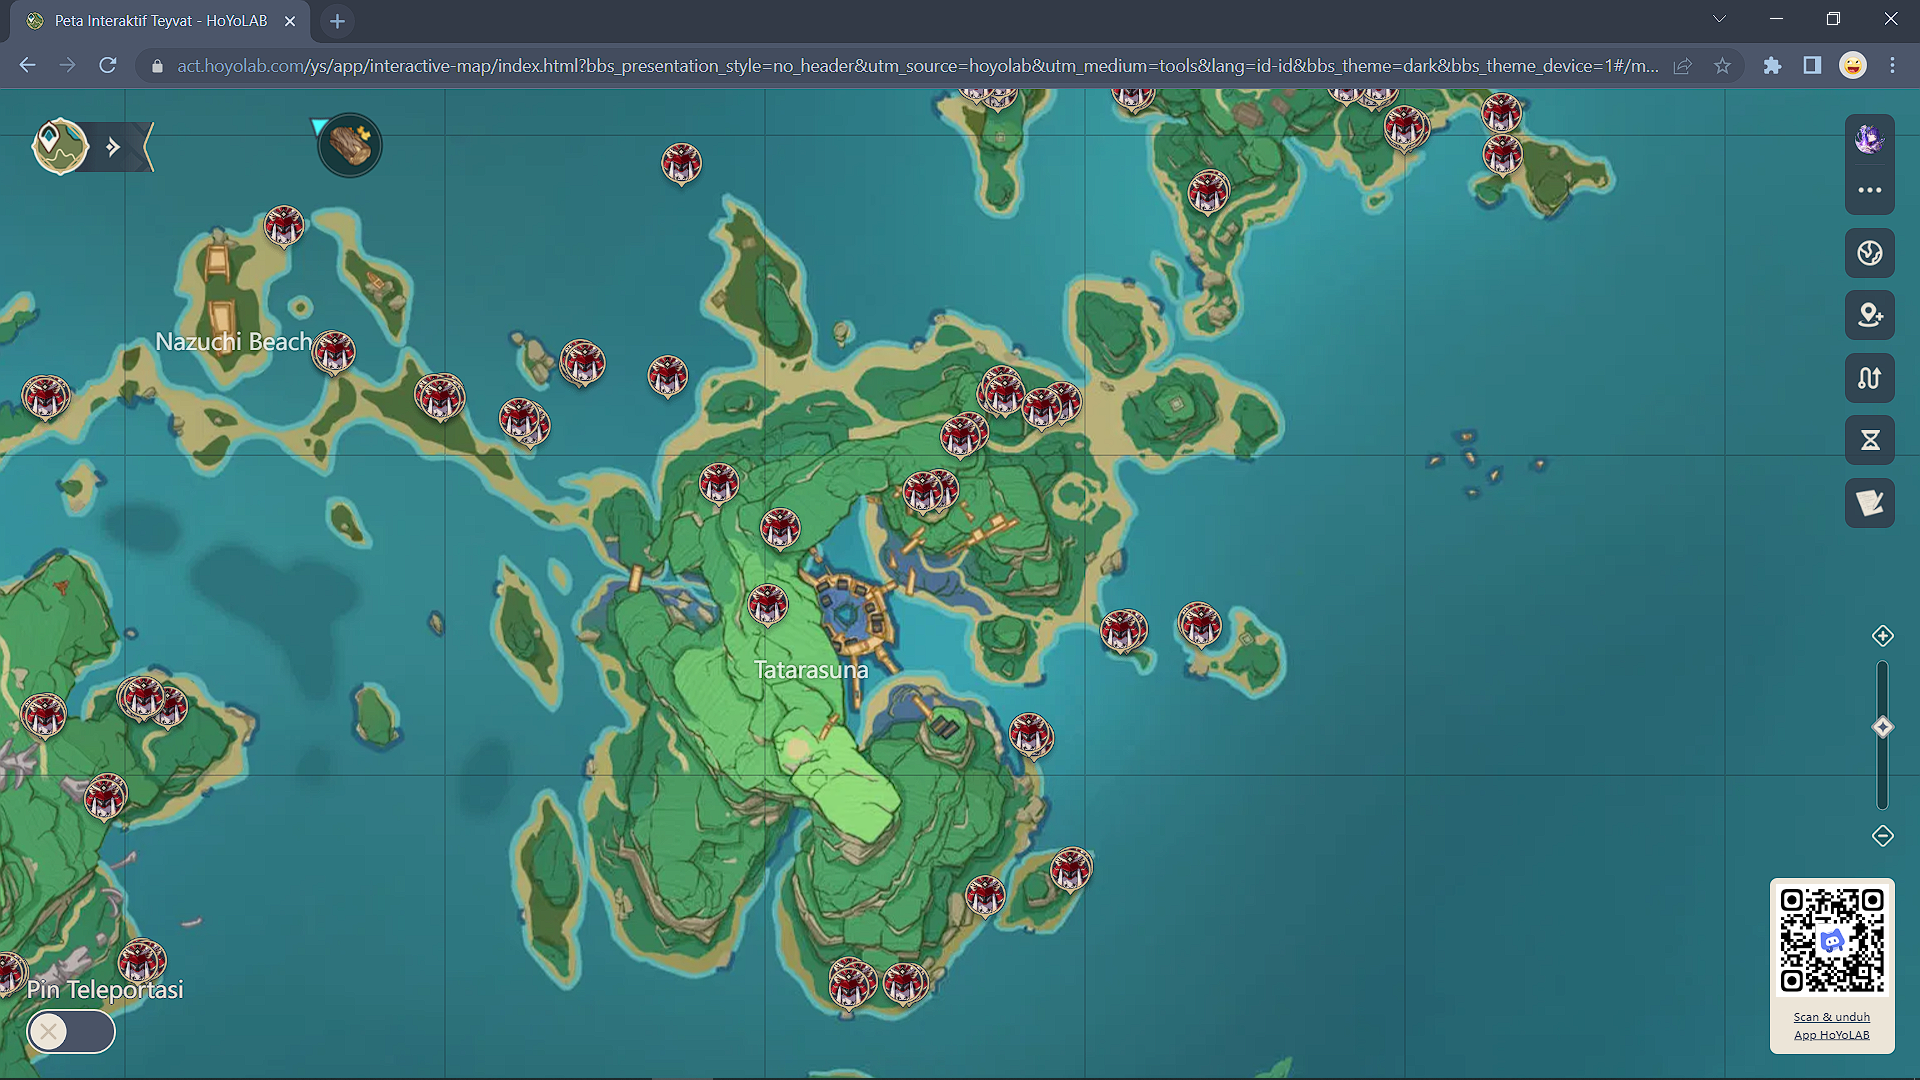 Peta Interaktif Teyvat - HoYoLAB
act.hoyolab.com/ys/app/interactive-map/index.html?bbs_presentation_style=no_header&utm_source=hoyolab&utm_medium=tools&lang=id-id&bbs_theme=dark&bbs_theme_device=1#/m...
Nazuchi Beach
Tatarasuna
Pin Teleportasi
Scan & unduh
App HoYoLAB